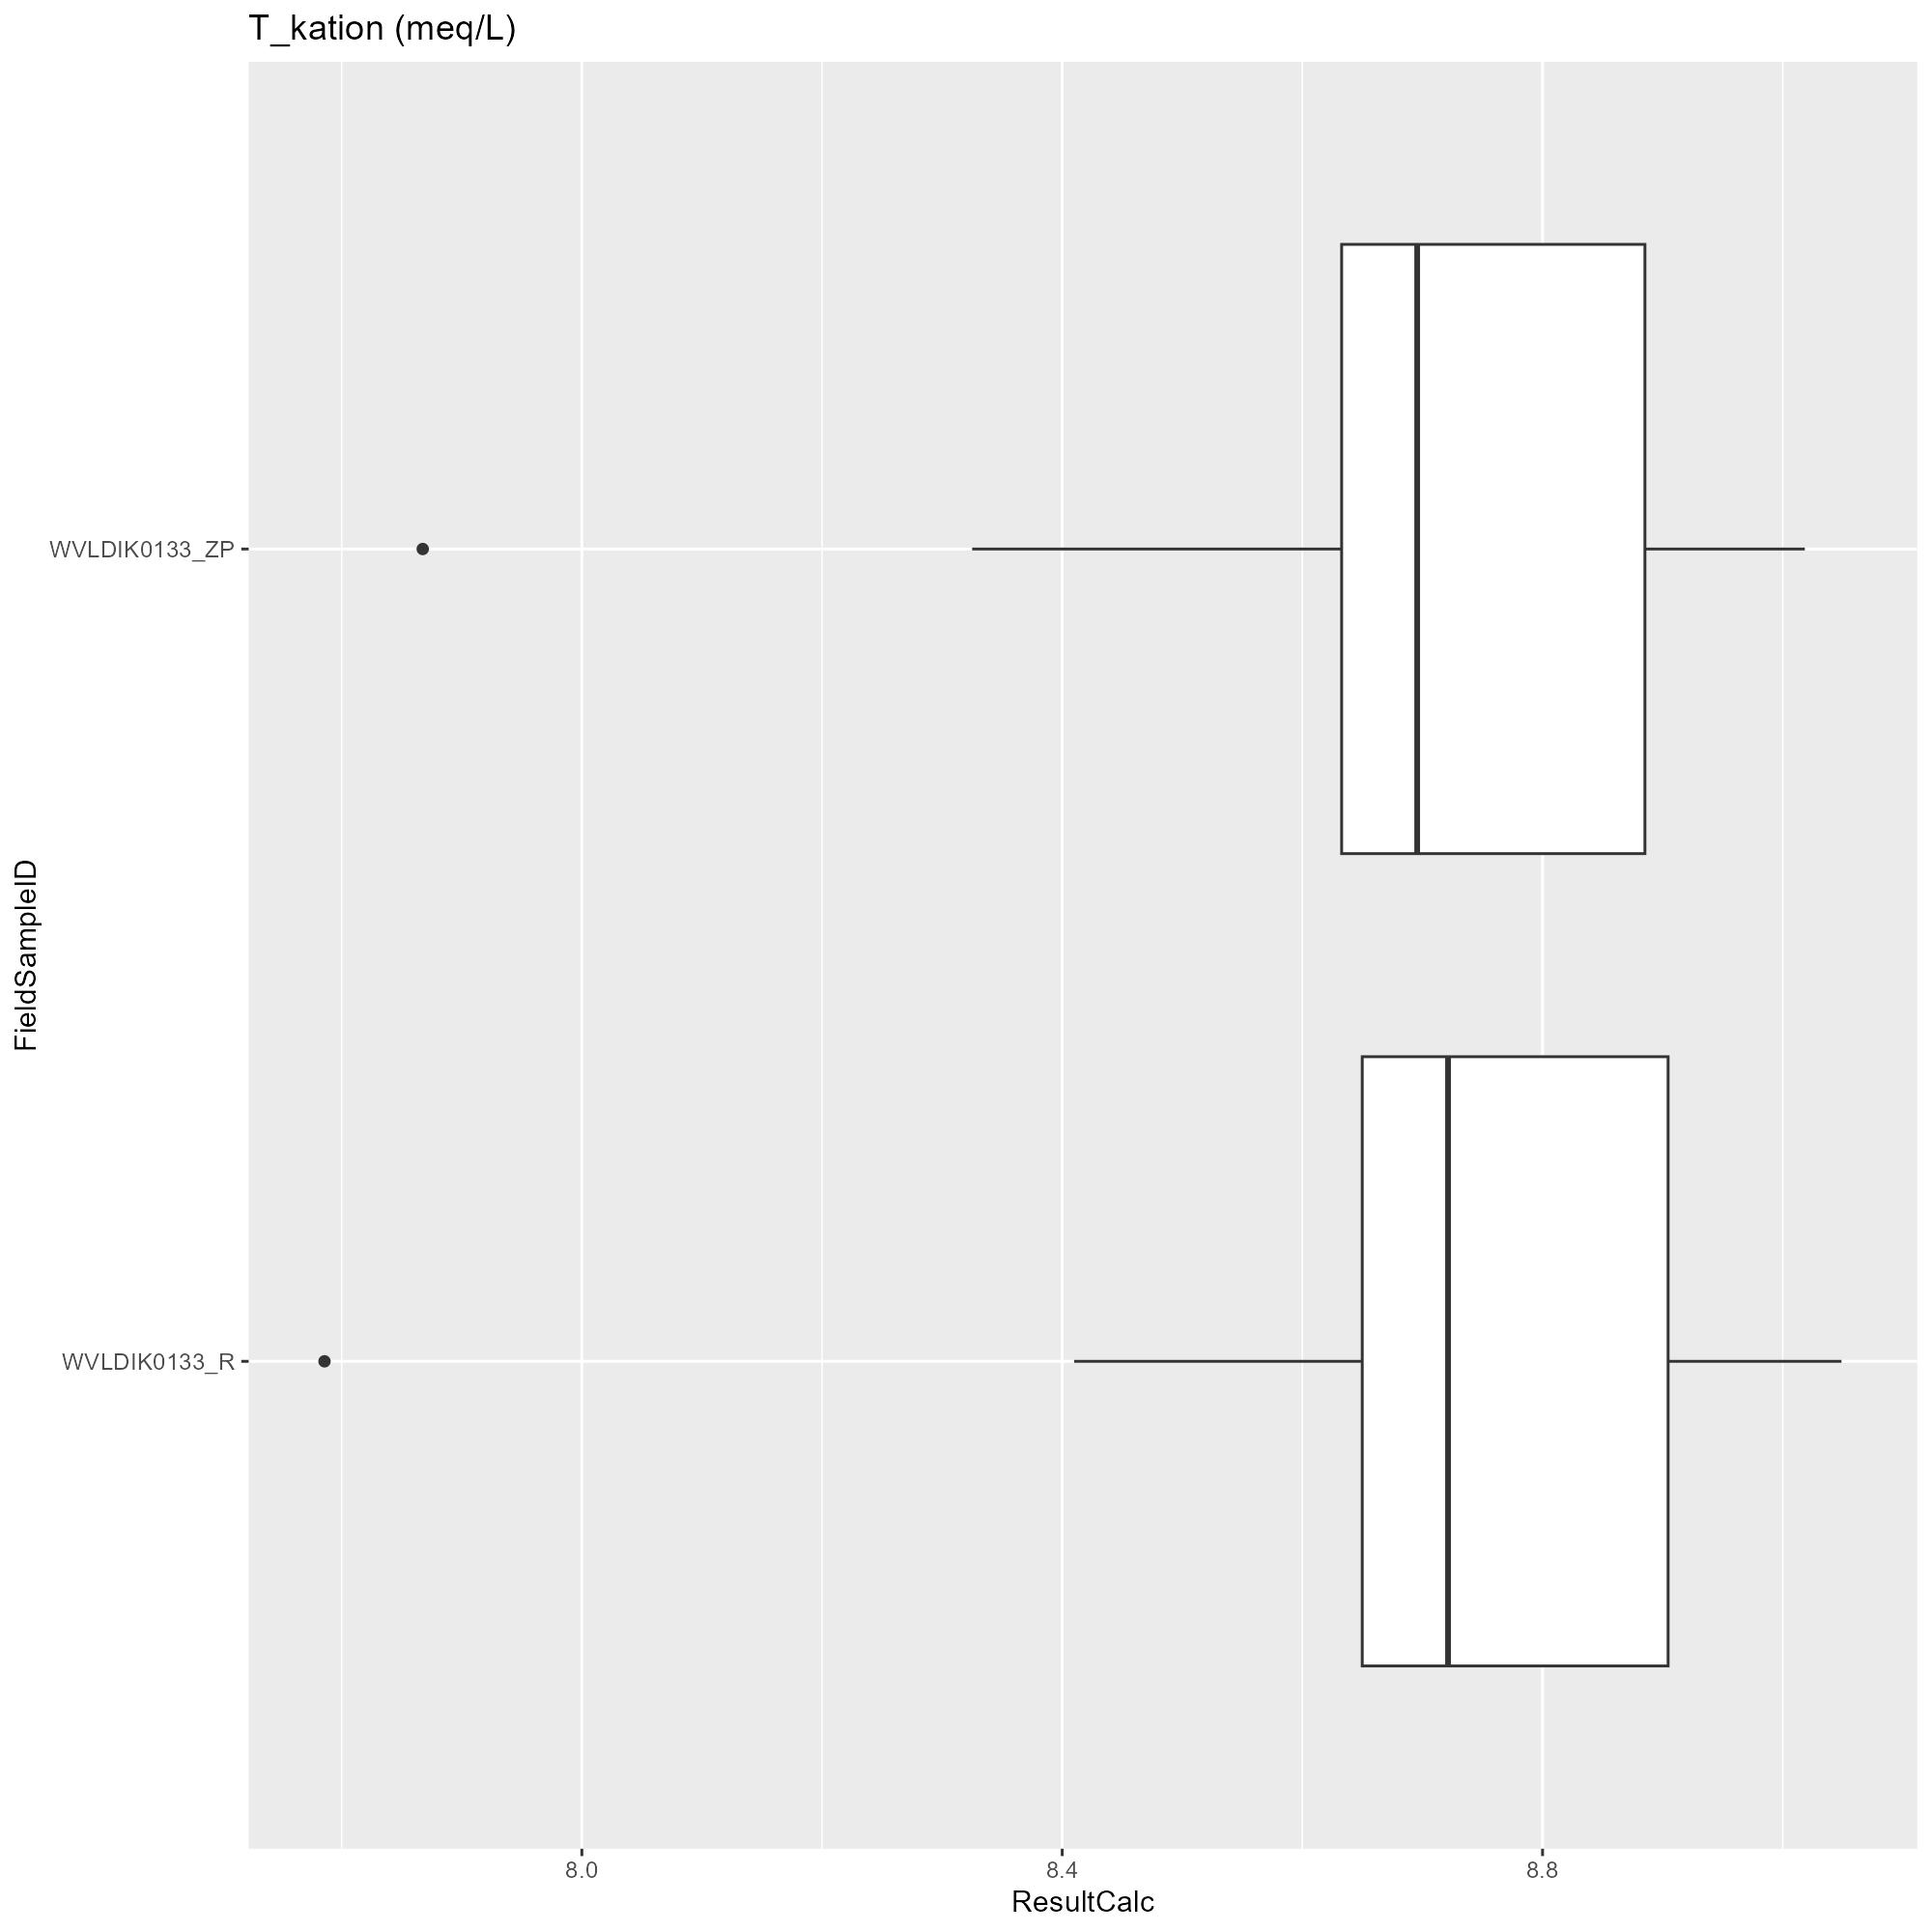 T_kation (meq/L)
FieldSampleID
WVLDIK0133_ZP
WVLDIK0133_R
8.0
8.4
8.8
ResultCalc